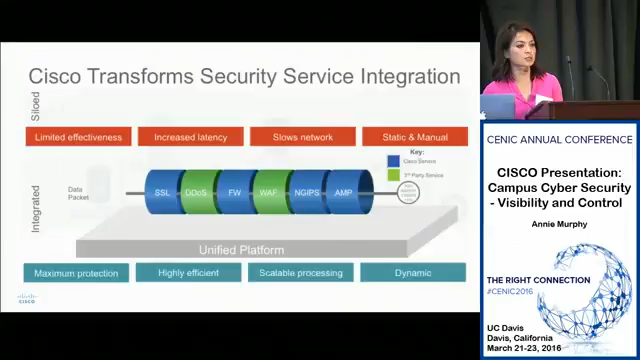 Cisco Transforms Security Service Integration
Siloed
Limited effectiveness
Increased latency
Slows network
Static & Manual
Key:
Cisco Service
3rd Party Service
Integrated
Data
Packet
SSL
DDoS
FW
WAF
NGIPS
AMP
Unified Platform
Maximum protection
Highly efficient
Scalable processing
Dynamic
CISCO
CENIC ANNUAL CONFERENCE
CISCO Presentation:
Campus Cyber Security
- Visibility and Control
Annie Murphy
THE RIGHT CONNECTION
#CENIC2016
UC Davis
Davis, California
March 21-23, 2016